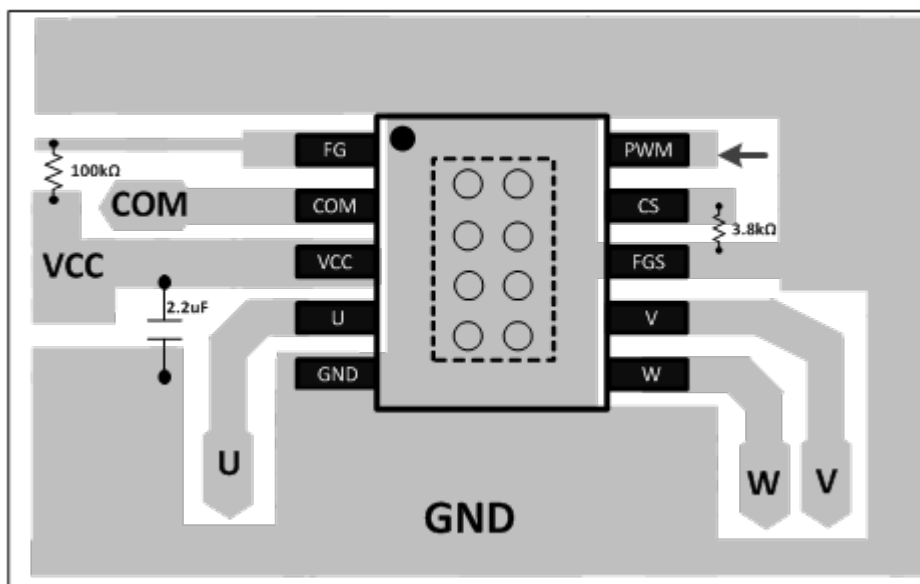 FG
PWM
100kΩ
COM
COM
CS
3.8kΩ
VCC
VCC
FGS
2.2uF
U
V
GND
W
U
W
V
GND